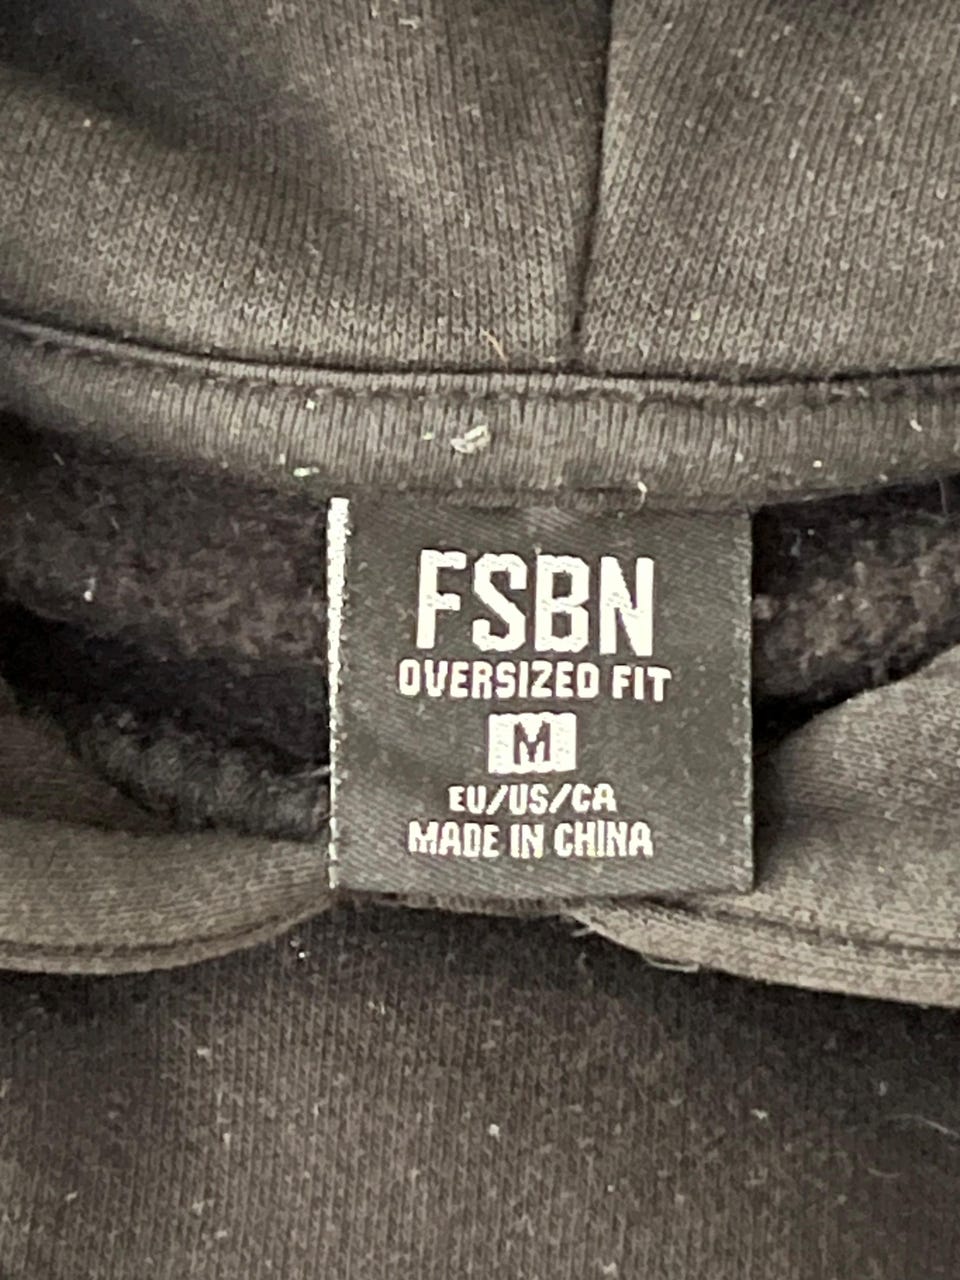 FSBN
OVERSIZED FIT
M
EU/US/CA
MADE IN CHINA